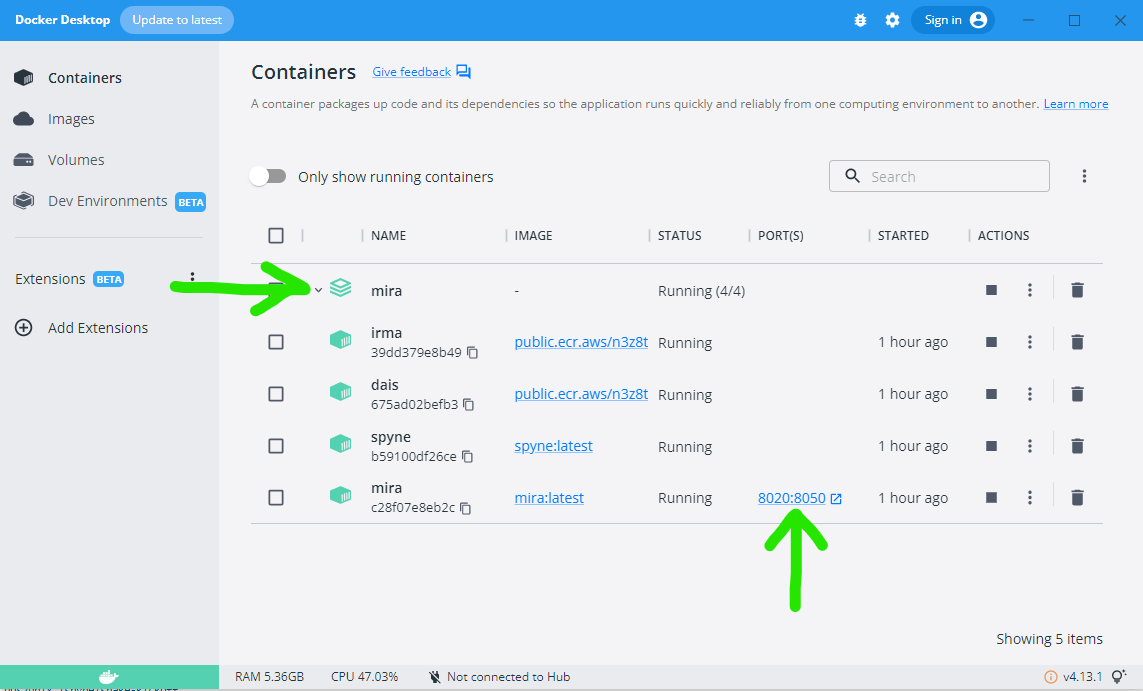 Docker Desktop Update to latest Sign in
Containers
Images
Volumes
Dev Environments BETA
Extensions BETA
Add Extensions
Containers Give feedback
A container packages up code and its dependencies so the application runs quickly and reliably from one computing environment to another. Learn more
Only show running containers Search
NAME IMAGE STATUS PORT(S) STARTED ACTIONS
mira - Running (4/4)
irma
39dd379e8b49 public.ecr.aws/n3z8t Running 1 hour ago
dais
675ad02befb3 public.ecr.aws/n3z8t Running 1 hour ago
spyne
b59100df26ce spyne:latest Running 1 hour ago
mira
c28f07e8eb2c mira:latest Running 8020:8050 1 hour ago
Showing 5 items
RAM 5.36GB CPU 47.03% Not connected to Hub v4.13.1